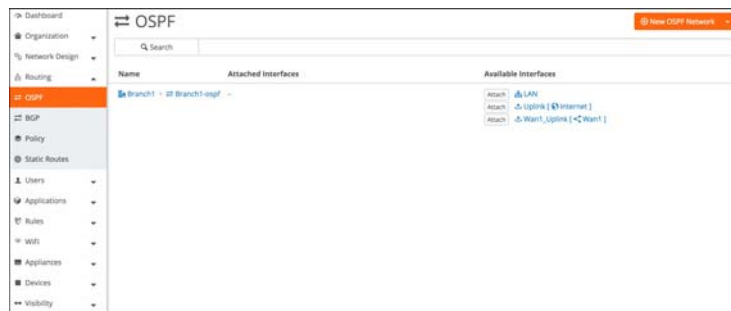 Dashboard
Organization
Network Design
Routing
OSPF
BGP
Policy
Static Routes
Users
Applications
Rules
Wifi
Appliances
Devices
Visibility
OSPF
New OSPF Network
Search
Name Attached Interfaces Available Interfaces
Branch1 - Branch1-ospf - Attach LAN
Attach Uplink [ Internet ]
Attach Wan1_Uplink [ Wan1 ]